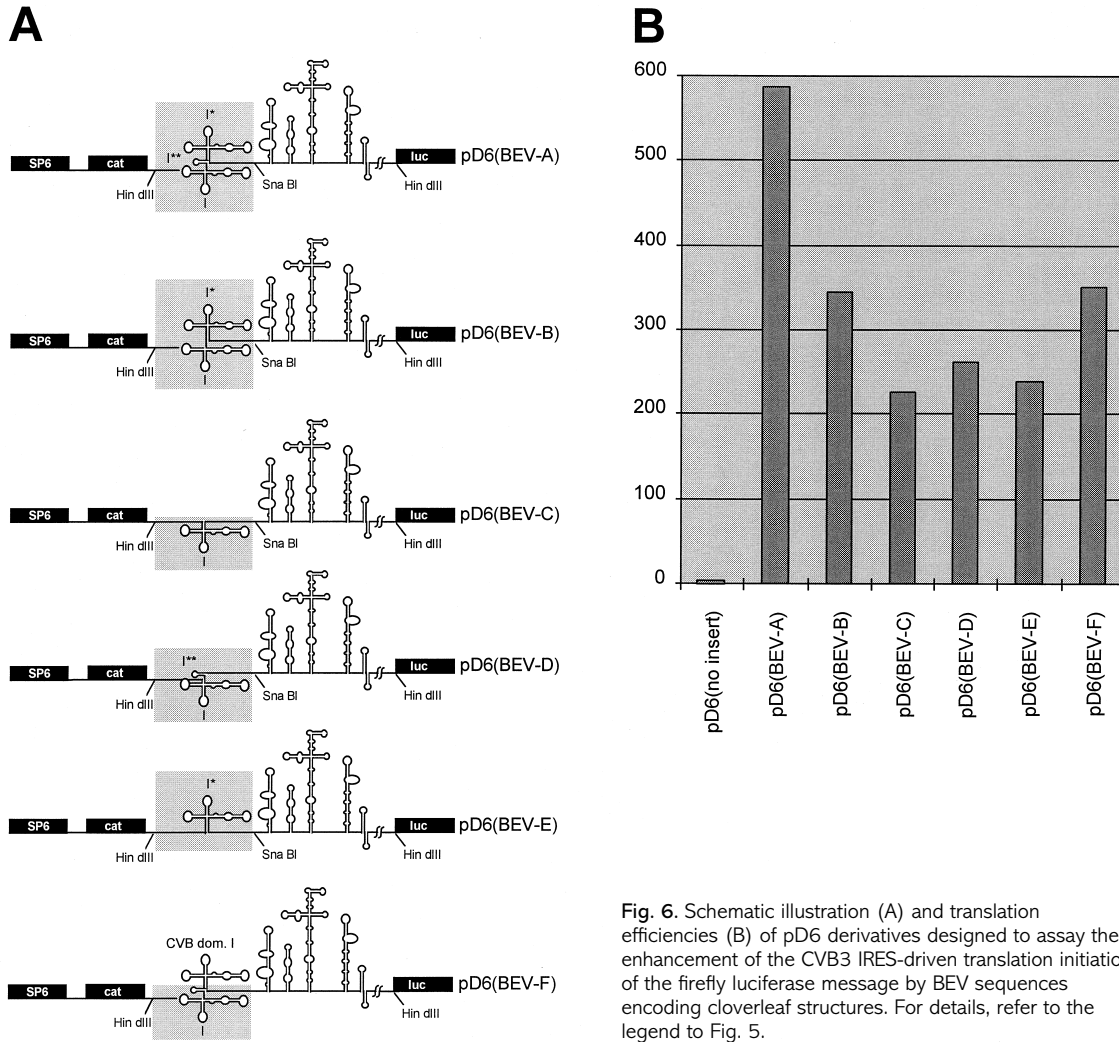 A
I*
I**
SP6
cat
luc
pD6(BEV-A)
Hin dIII
I
Sna BI
Hin dIII
I*
SP6
cat
luc
pD6(BEV-B)
Hin dIII
I
Sna BI
Hin dIII
SP6
cat
luc
pD6(BEV-C)
Hin dIII
I
Sna BI
Hin dIII
I**
SP6
cat
luc
pD6(BEV-D)
Hin dIII
I
Sna BI
Hin dIII
I*
SP6
cat
luc
pD6(BEV-E)
Hin dIII
Sna BI
Hin dIII
CVB dom. I
SP6
cat
luc
pD6(BEV-F)
Hin dIII
I
Sna BI
Hin dIII
B
600
500
400
300
200
100
0
pD6(no insert)
pD6(BEV-A)
pD6(BEV-B)
pD6(BEV-C)
pD6(BEV-D)
pD6(BEV-E)
pD6(BEV-F)
Fig. 6. Schematic illustration (A) and translation
efficiencies (B) of pD6 derivatives designed to assay the
enhancement of the CVB3 IRES-driven translation initiatio
of the firefly luciferase message by BEV sequences
encoding cloverleaf structures. For details, refer to the
legend to Fig. 5.